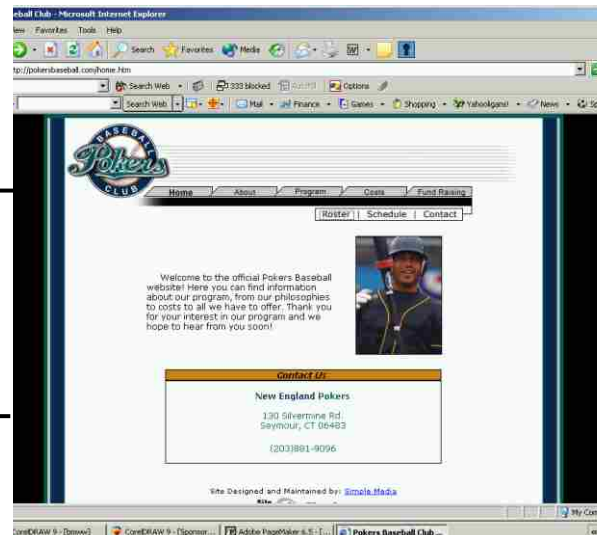 eball Club - Microsoft Internet Explorer
iew Favorites Tools Help
Search Favorites Media
tp://pokersbaseball.com/home.htm
Search Web 333 blocked AutoFill Options
Search Web Mail Finance Games Shopping Yahooligans! News
BASEBALL
Pokers
CLUB
Home About Program Costs Fund Raising
Roster | Schedule | Contact
Welcome to the official Pokers Baseball
website! Here you can find information
about our program, from our philosophies
to costs to all we have to offer. Thank you
for your interest in our program and we
hope to hear from you soon!
Contact Us
New England Pokers
130 Silvermine Rd.
Seymour, CT 06483
(203)881-9096
Site Designed and Maintained by: Simple Media
Site
My Com
CorelDRAW 9 - [Sponsor... Adobe PageMaker 6.5 - [... Pokers Baseball Club ...